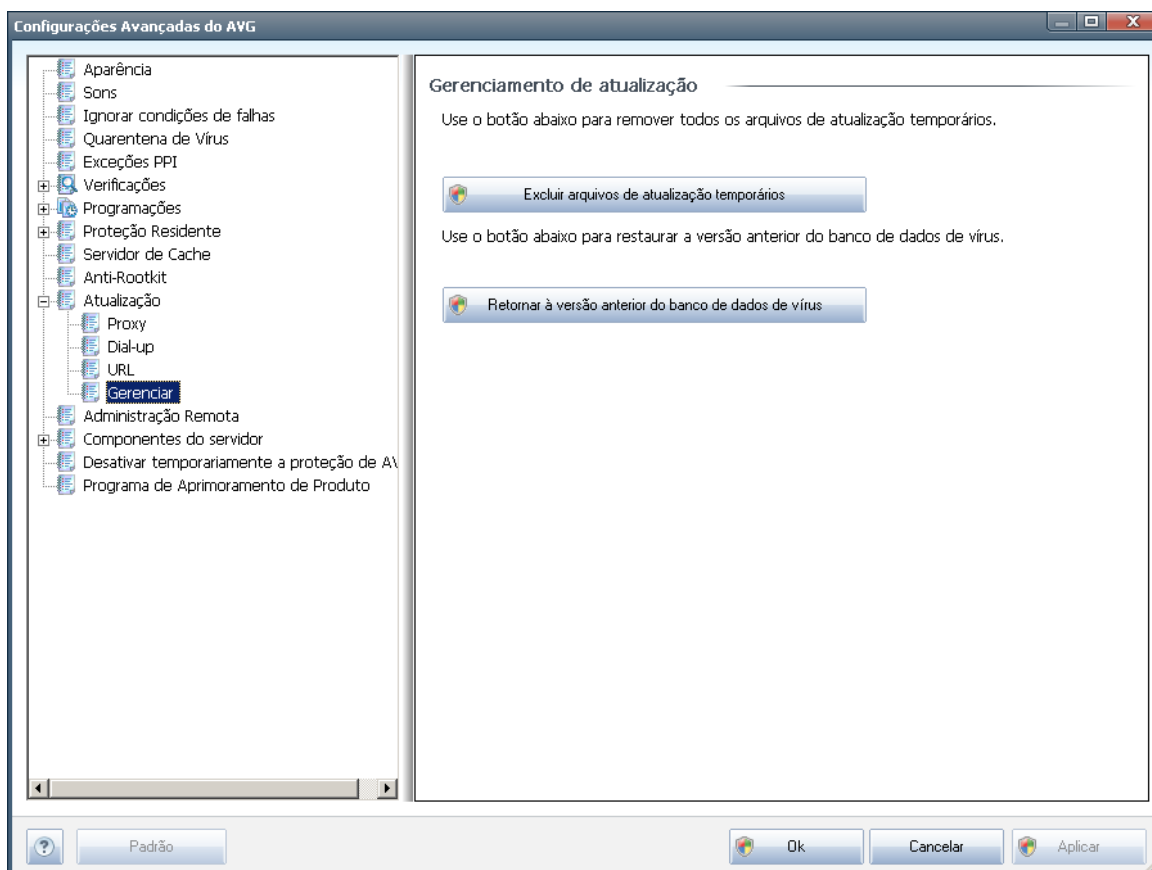 Configurações Avançadas do AVG
Aparência
Sons
Ignorar condições de falhas
Quarentena de Vírus
Exceções PPI
Verificações
Programações
Proteção Residente
Servidor de Cache
Anti-Rootkit
Atualização
Proxy
Dial-up
URL
Gerenciar
Administração Remota
Componentes do servidor
Desativar temporariamente a proteção de
Programa de Aprimoramento de Produto
Gerenciamento de atualização
Use o botão abaixo para remover todos os arquivos de atualização temporários.
Excluir arquivos de atualização temporários
Use o botão abaixo para restaurar a versão anterior do banco de dados de vírus.
Retornar à versão anterior do banco de dados de vírus
?
Padrão
Ok
Cancelar
Aplicar